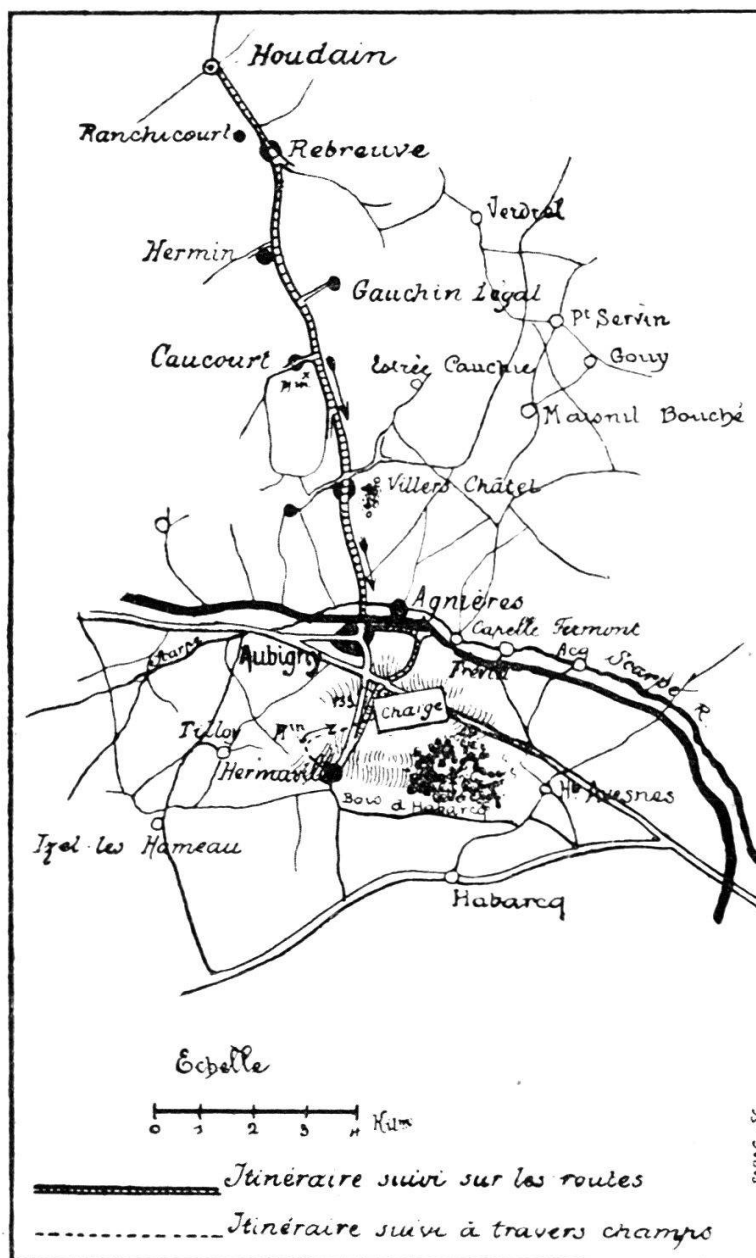 Houdain
Ranchicourt
Rebreuve
Verdrel
Hermin
Gauchin Légal
Pt Servin
Caucourt
Estrée Cauchie
Gouy
Min
Maisnil Bouché
Villers Châtel
Agnières
Capelle Fermont
Acq
Scarpe R.
Scarpe
Aubigny
Charge
Min
Tilloy
Hermaville
Hte Avesnes
Bois d'Habarcq
Izel-les Hameau
Habarcq
Echelle
0 1 2 3 4 Kilm
Itinéraire suivi sur les routes
Itinéraire suivi à travers champs